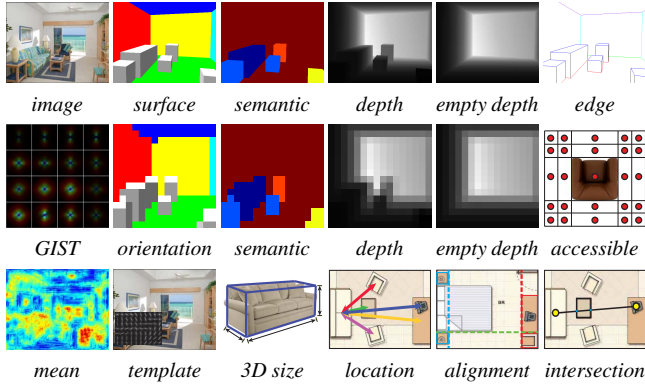 image surface semantic depth empty depth edge
GIST orientation semantic depth empty depth accessible
mean template 3D size location alignment intersection